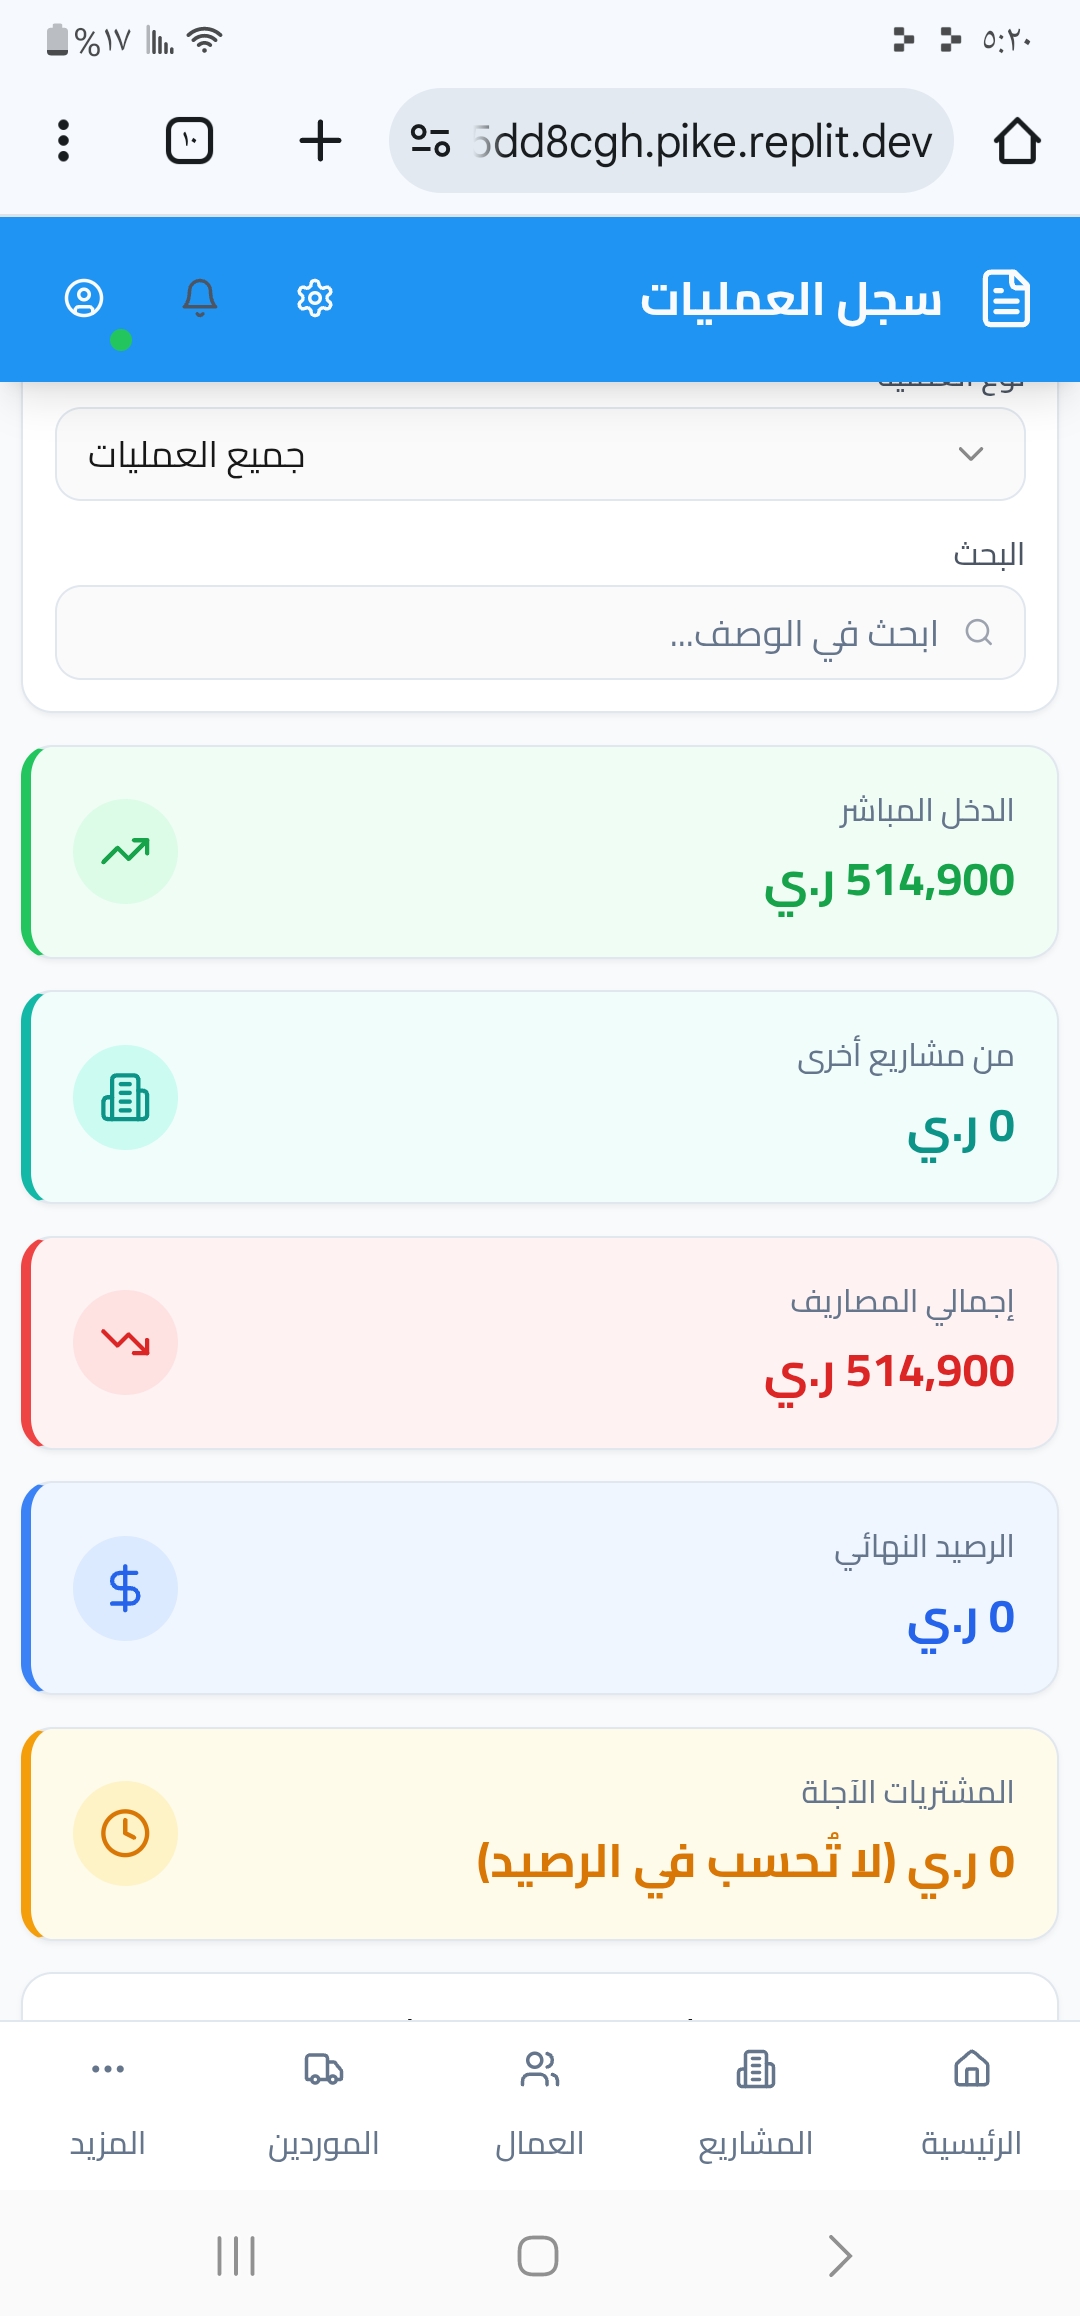 ٥:٢٠
%١٧
١٠
5dd8cgh.pike.replit.dev
سجل العمليات
نوع العملية
جميع العمليات
البحث
ابحث في الوصف...
الدخل المباشر
514,900 ر.ي
من مشاريع أخرى
0 ر.ي
إجمالي المصاريف
514,900 ر.ي
الرصيد النهائي
0 ر.ي
المشتريات الآجلة
0 ر.ي (لا تُحسب في الرصيد)
الرئيسية
المشاريع
العمال
الموردين
المزيد